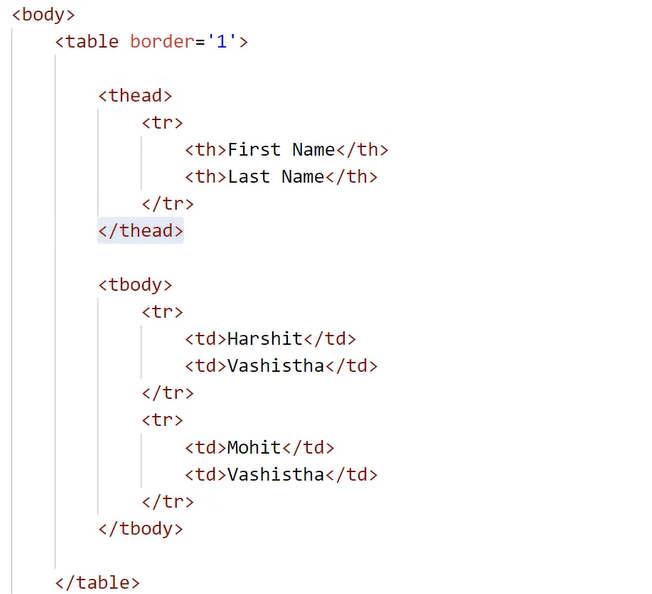 <body>
<table border='1'>
<thead>
<tr>
<th>First Name</th>
<th>Last Name</th>
</tr>
</thead>
<tbody>
<tr>
<td>Harshit</td>
<td>Vashistha</td>
</tr>
<tr>
<td>Mohit</td>
<td>Vashistha</td>
</tr>
</tbody>
</table>